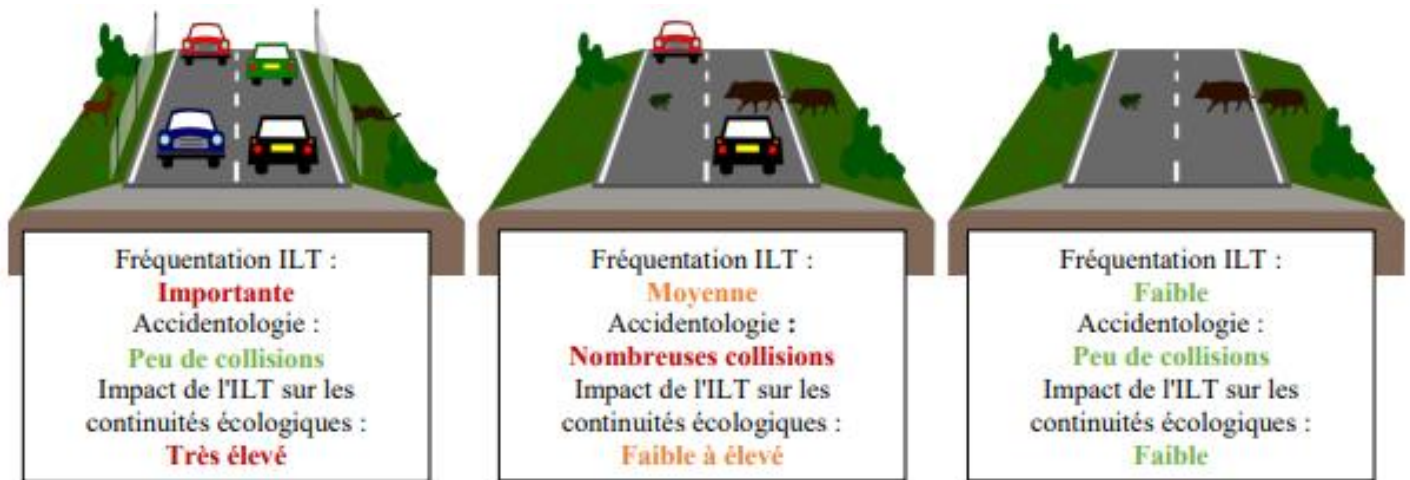 Fréquentation ILT :
Importante
Accidentologie :
Peu de collisions
Impact de l'ILT sur les
continuités écologiques :
Très élevé
Fréquentation ILT :
Moyenne
Accidentologie :
Nombreuses collisions
Impact de l'ILT sur les
continuités écologiques :
Faible à élevé
Fréquentation ILT :
Faible
Accidentologie :
Peu de collisions
Impact de l'ILT sur les
continuités écologiques :
Faible